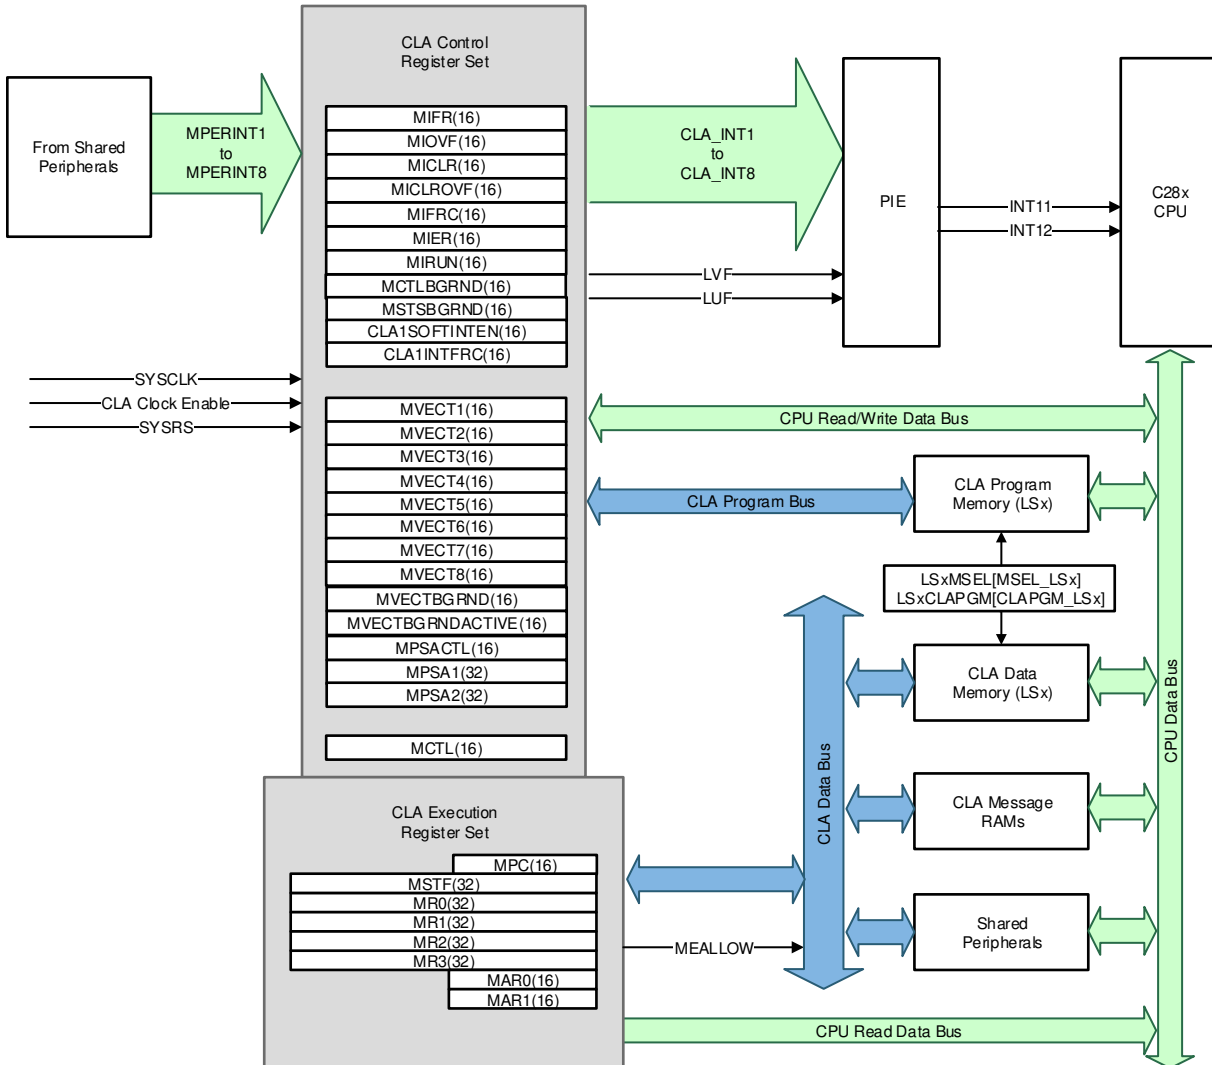 CLA Control
Register Set
From Shared
Peripherals
MPERINT1
to
MPERINT8
MIFR(16)
MIOVF(16)
MICLR(16)
MICLROVF(16)
MIFRC(16)
MIER(16)
MIRUN(16)
MCTLBGRND(16)
MSTSBGRND(16)
CLA1SOFTINTEN(16)
CLA1INTFRC(16)
CLA_INT1
to
CLA_INT8
PIE
C28x
CPU
INT11
INT12
LVF
LUF
SYSCLK
CLA Clock Enable
SYSRS
MVECT1(16)
MVECT2(16)
MVECT3(16)
MVECT4(16)
MVECT5(16)
MVECT6(16)
MVECT7(16)
MVECT8(16)
MVECTBGRND(16)
MVECTBGRNDACTIVE(16)
MPSACTL(16)
MPSA1(32)
MPSA2(32)
MCTL(16)
CPU Read/Write Data Bus
CLA Program Bus
CLA Program
Memory (LSx)
LSxMSEL[MSEL_LSx]
LSxCLAPGM[CLAPGM_LSx]
CLA Data
Memory (LSx)
CLA Data Bus
CPU Data Bus
CLA Message
RAMs
Shared
Peripherals
CLA Execution
Register Set
MPC(16)
MSTF(32)
MR0(32)
MR1(32)
MR2(32)
MR3(32)
MAR0(16)
MAR1(16)
MEALLOW
CPU Read Data Bus